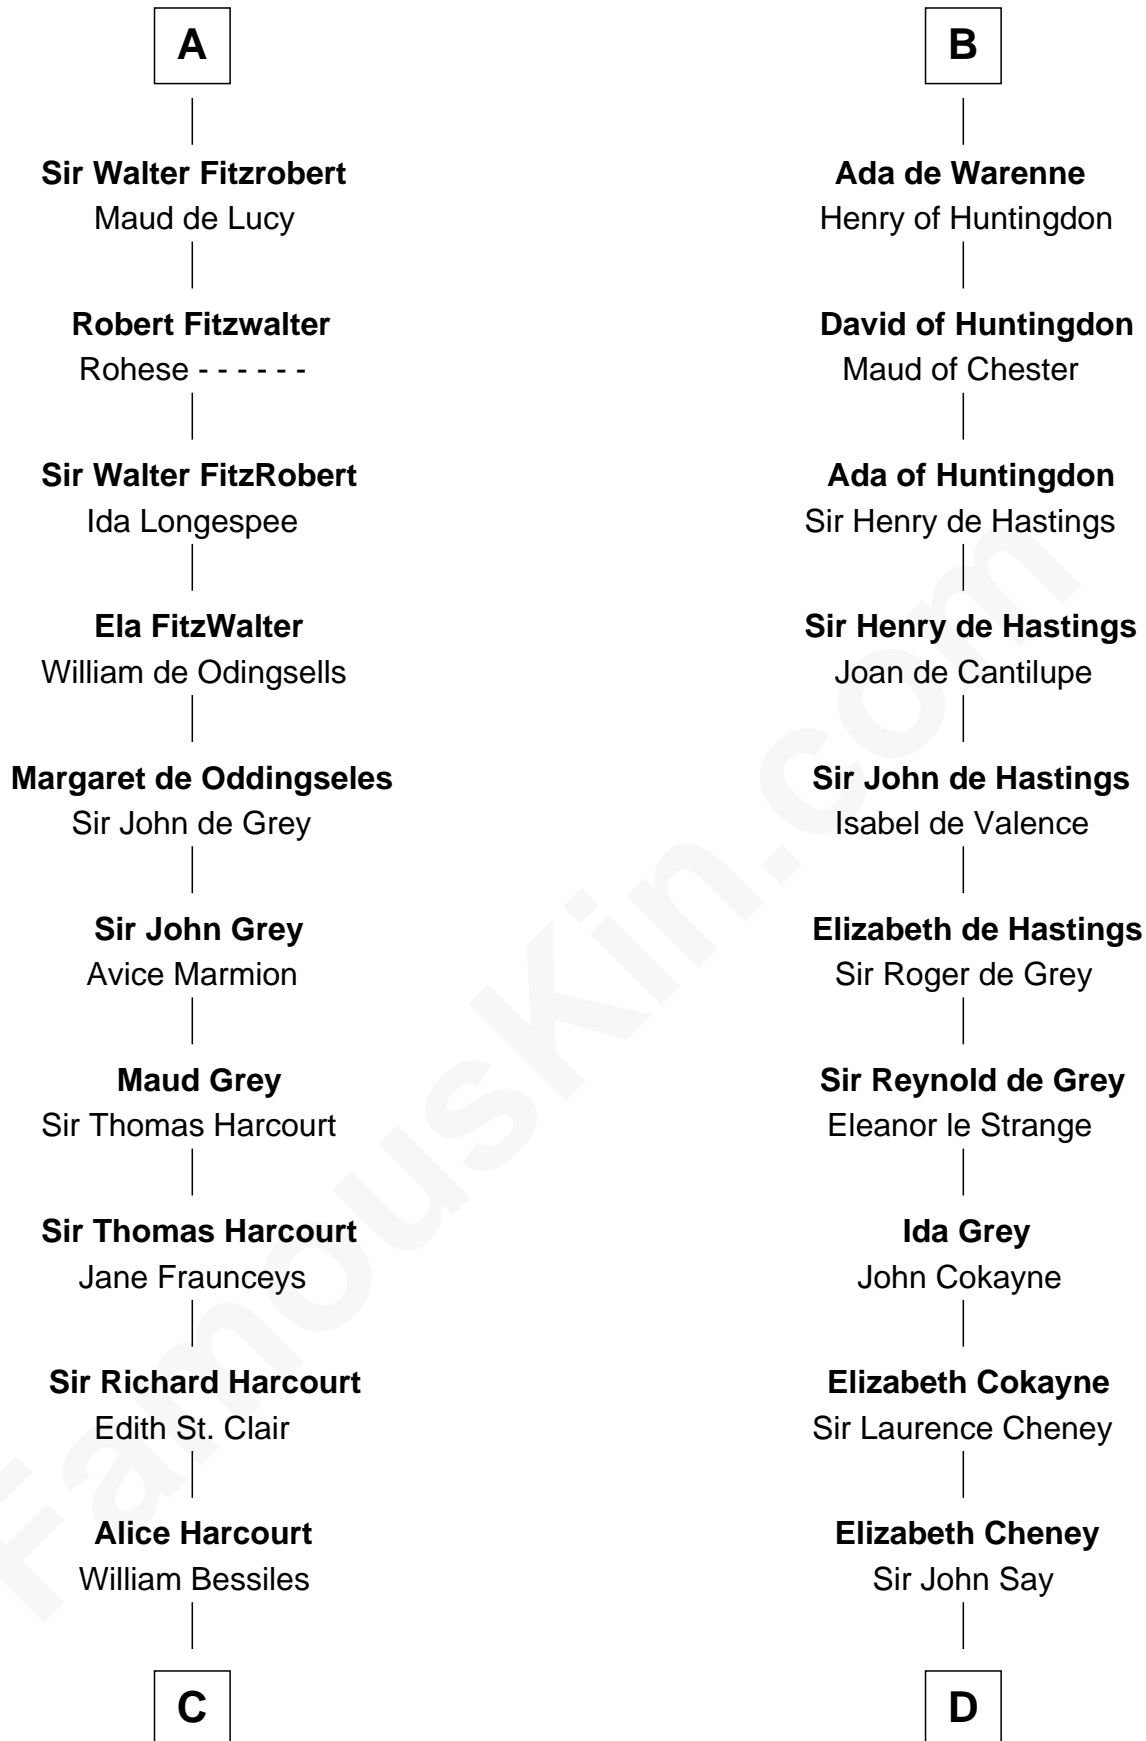 A
Sir Walter Fitzrobert
Maud de Lucy
Robert Fitzwalter
Rohese - - - - - -
Sir Walter FitzRobert
Ida Longespee
Ela FitzWalter
William de Odingsells
Margaret de Oddingseles
Sir John de Grey
Sir John Grey
Avice Marmion
Maud Grey
Sir Thomas Harcourt
Sir Thomas Harcourt
Jane Fraunceys
Sir Richard Harcourt
Edith St. Clair
Alice Harcourt
William Bessiles
C
B
Ada de Warenne
Henry of Huntingdon
David of Huntingdon
Maud of Chester
Ada of Huntingdon
Sir Henry de Hastings
Sir Henry de Hastings
Joan de Cantilupe
Sir John de Hastings
Isabel de Valence
Elizabeth de Hastings
Sir Roger de Grey
Sir Reynold de Grey
Eleanor le Strange
Ida Grey
John Cokayne
Elizabeth Cokayne
Sir Laurence Cheney
Elizabeth Cheney
Sir John Say
D
FamousKin.com